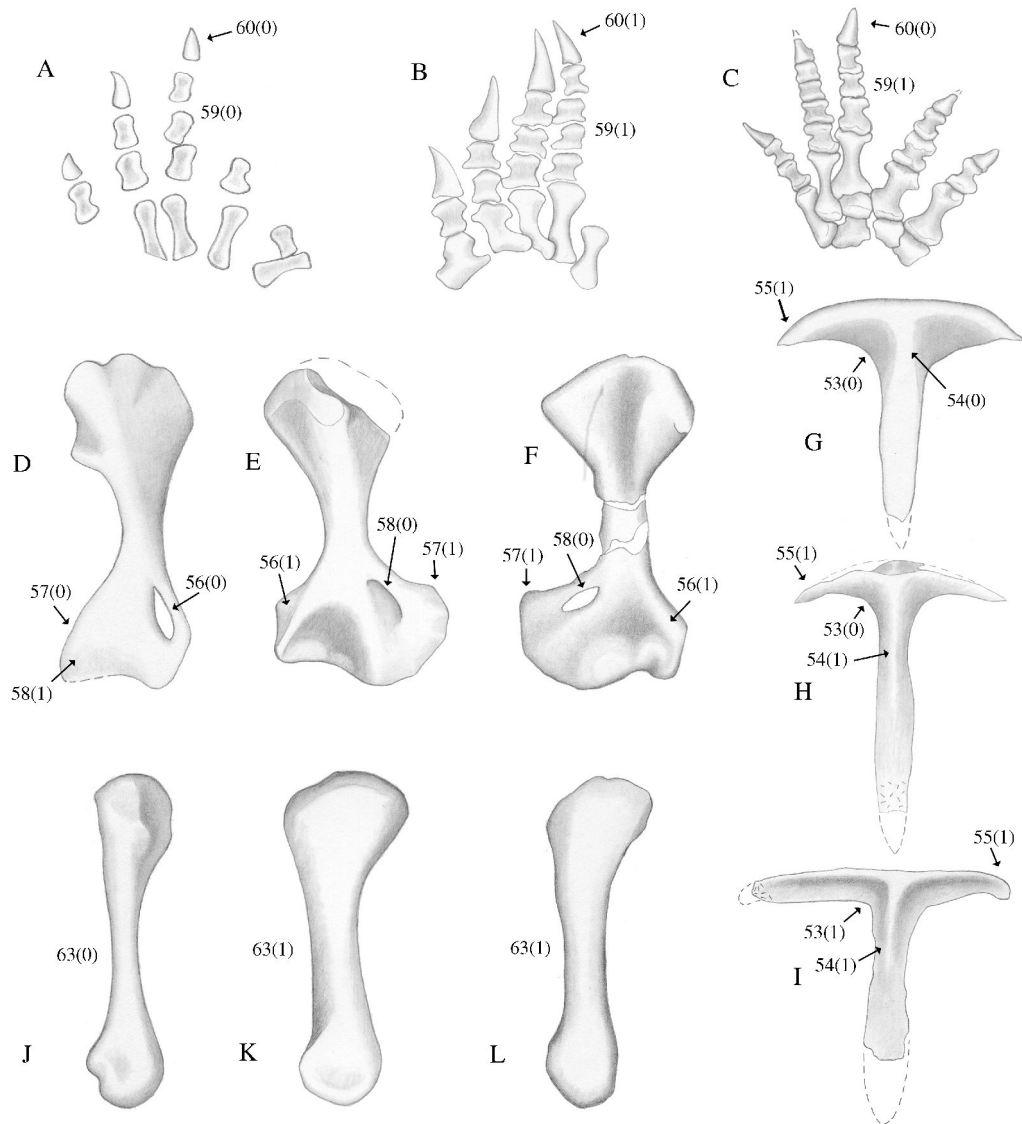 60(0)
60(1)
60(0)
A
B
C
59(1)
59(0)
59(1)
55(1)
53(0)
54(0)
G
D
E
F
58(0)
57(1)
56(1)
57(1)
58(0)
56(1)
57(0)
56(0)
58(1)
55(1)
53(0)
54(1)
H
55(1)
53(1)
54(1)
I
63(0)
63(1)
63(1)
J
K
L